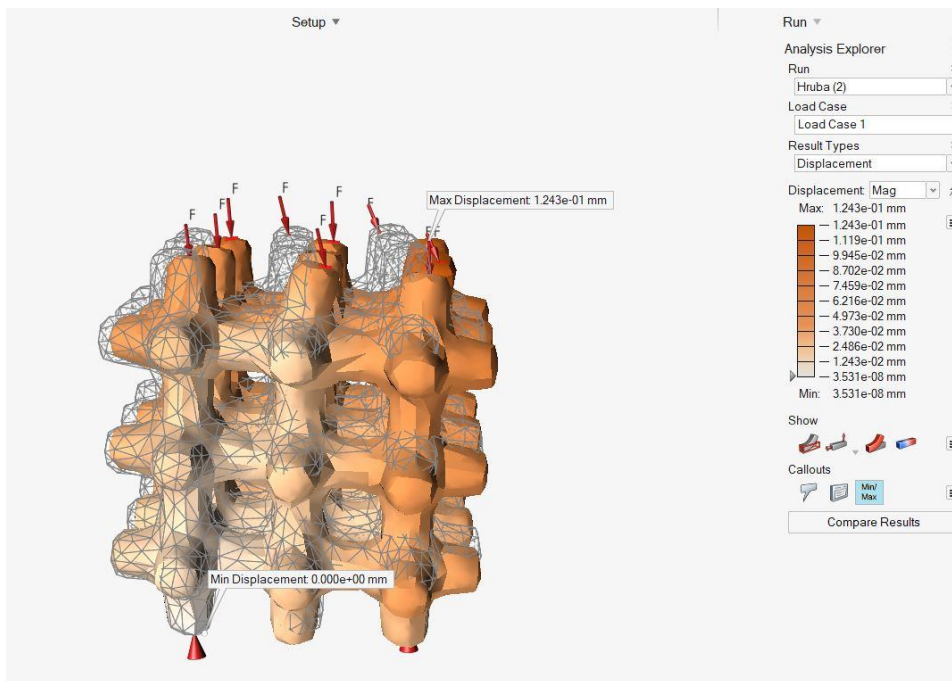 Setup
Run
Analysis Explorer
Run
Hruba (2)
Load Case
Load Case 1
Result Types
Displacement
Displacement: Mag
Max: 1.243e-01 mm
1.243e-01 mm
1.119e-01 mm
9.945e-02 mm
8.702e-02 mm
7.459e-02 mm
6.216e-02 mm
4.973e-02 mm
3.730e-02 mm
2.486e-02 mm
1.243e-02 mm
3.531e-08 mm
Min: 3.531e-08 mm
Show
Callouts
Min/
Max
Compare Results
F
F
F
F
F
F
F
F
F
Max Displacement: 1.243e-01 mm
Min Displacement: 0.000e+00 mm